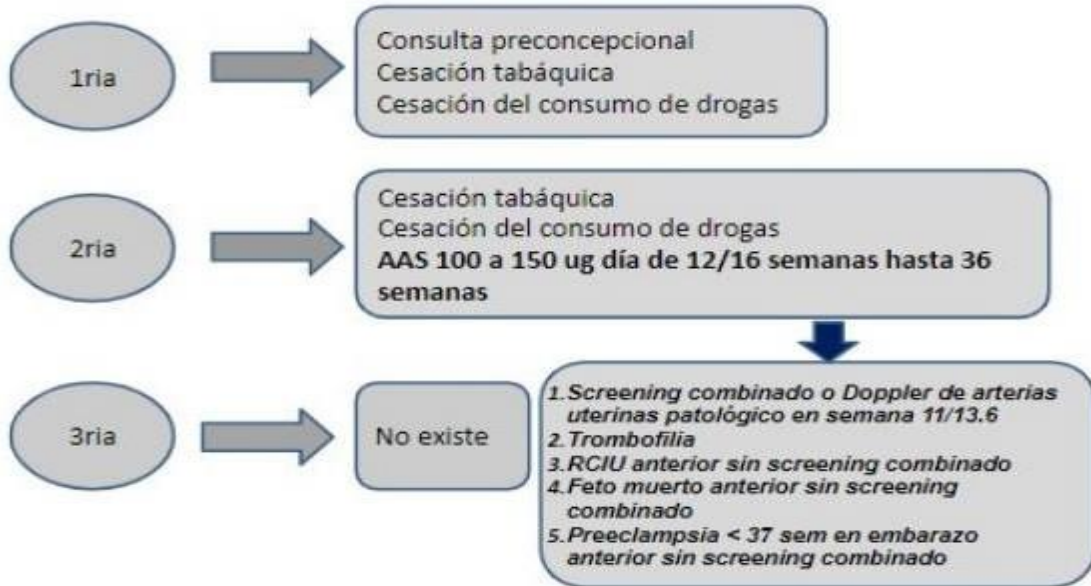 1ria
Consulta preconcepcional
Cesación tabáquica
Cesación del consumo de drogas
2ria
Cesación tabáquica
Cesación del consumo de drogas
AAS 100 a 150 ug día de 12/16 semanas hasta 36
semanas
3ria
No existe
1. Screening combinado o Doppler de arterias
uterinas patológico en semana 11/13.6
2. Trombofilia
3. RCIU anterior sin screening combinado
4. Feto muerto anterior sin screening
combinado
5. Preeclampsia < 37 sem en embarazo
anterior sin screening combinado